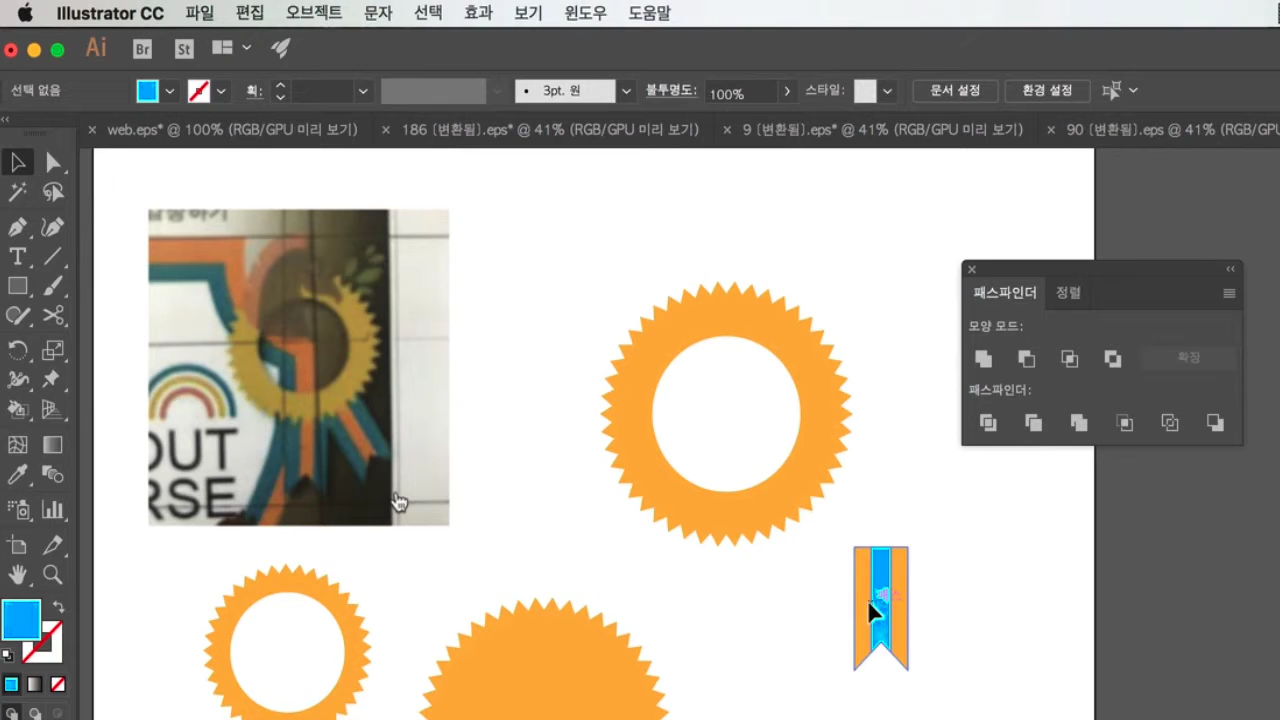 Illustrator CC 파일 편집 오브젝트 문자 선택 효과 보기 윈도우 도움말
Ai Br St
선택 없음 획: 3pt. 원 불투명도: 100% 스타일: 문서 설정 환경 설정
× web.eps* @ 100% (RGB/GPU 미리 보기) × 186 [변환됨].eps* @ 41% (RGB/GPU 미리 보기) × 9 [변환됨].eps* @ 41% (RGB/GPU 미리 보기) × 90 [변환됨].eps @ 41% (RGB/GPU
패스파인더 정렬
모양 모드:
확장
패스파인더:
OUT
RSE